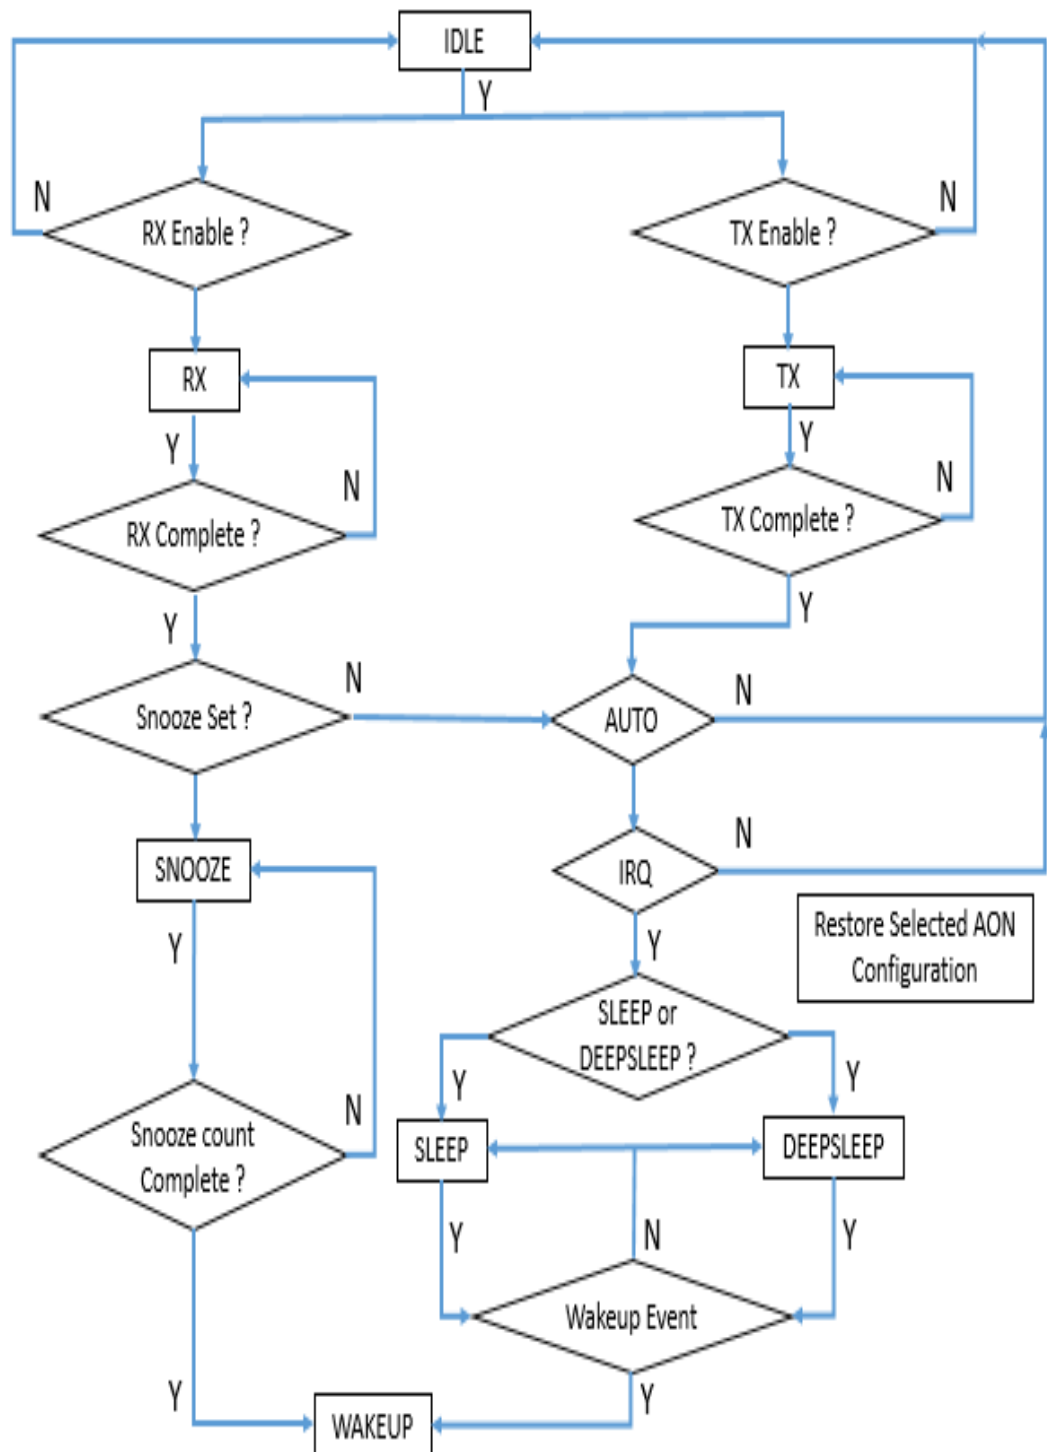 IDLE
Y
N
RX Enable ?
TX Enable ?
N
RX
TX
Y
N
Y
N
RX Complete ?
TX Complete ?
Y
Y
Snooze Set ?
N
AUTO
N
SNOOZE
IRQ
N
Y
Y
Restore Selected AON
Configuration
SLEEP or
DEEPSLEEP ?
Y
Y
Snooze count
Complete ?
N
SLEEP
DEEPSLEEP
Y
N
Y
Wakeup Event
Y
Y
WAKEUP